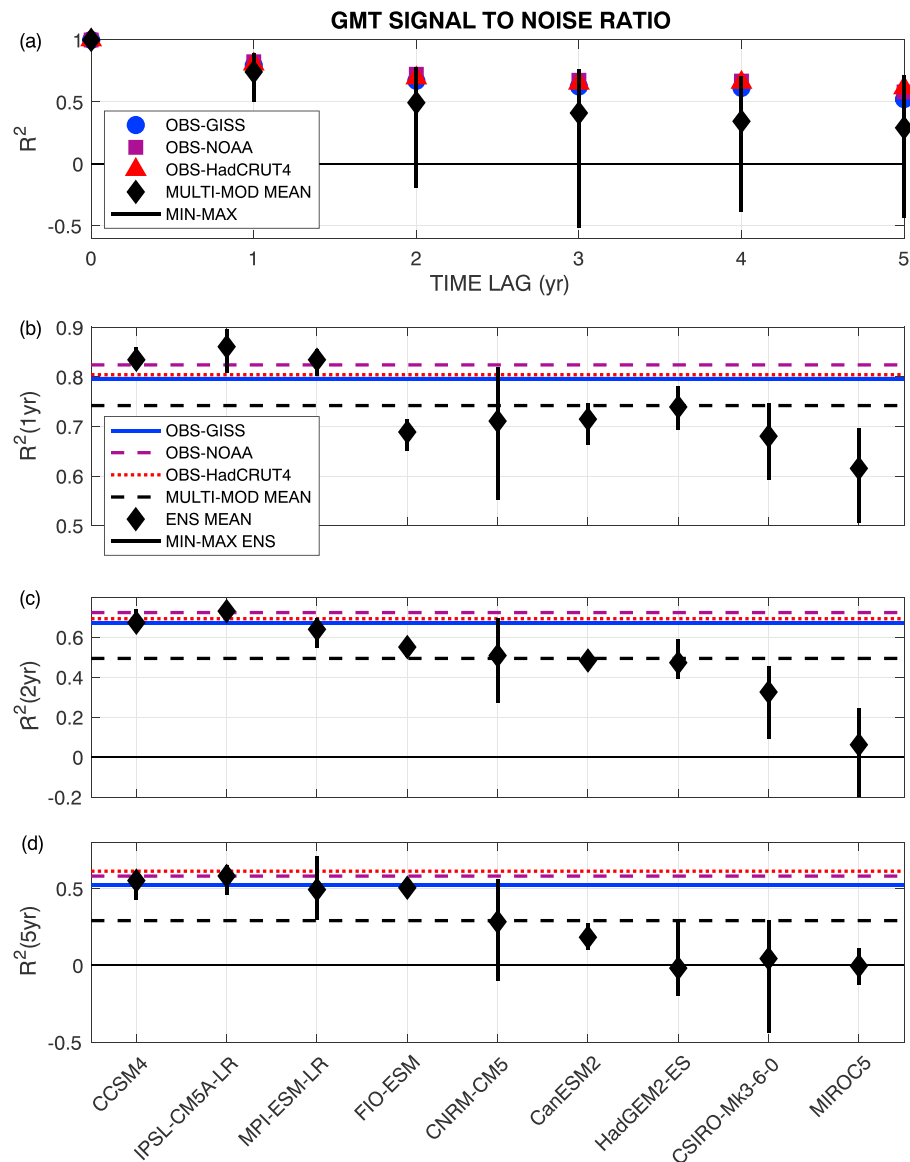 GMT SIGNAL TO NOISE RATIO
(a)
1
0.5
0
-0.5
R²
OBS-GISS
OBS-NOAA
OBS-HadCRUT4
MULTI-MOD MEAN
MIN-MAX
0 1 2 3 4 5
TIME LAG (yr)
(b)
0.9
0.8
0.7
0.6
0.5
R²(1yr)
OBS-GISS
OBS-NOAA
OBS-HadCRUT4
MULTI-MOD MEAN
ENS MEAN
MIN-MAX ENS
(c)
0.6
0.4
0.2
0
-0.2
R²(2yr)
(d)
0.5
0
-0.5
R²(5yr)
CCSM4
IPSL-CM5A-LR
MPI-ESM-LR
FIO-ESM
CNRM-CM5
CanESM2
HadGEM2-ES
CSIRO-Mk3-6-0
MIROC5